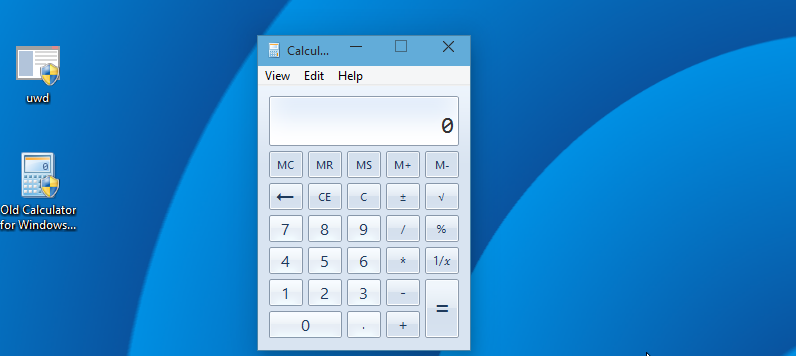 uwd
Old Calculator
for Windows...
Calcul...
View Edit Help
0
MC MR MS M+ M-
← CE C ± √
7 8 9 / %
4 5 6 * 1/x
1 2 3 - =
0 . +